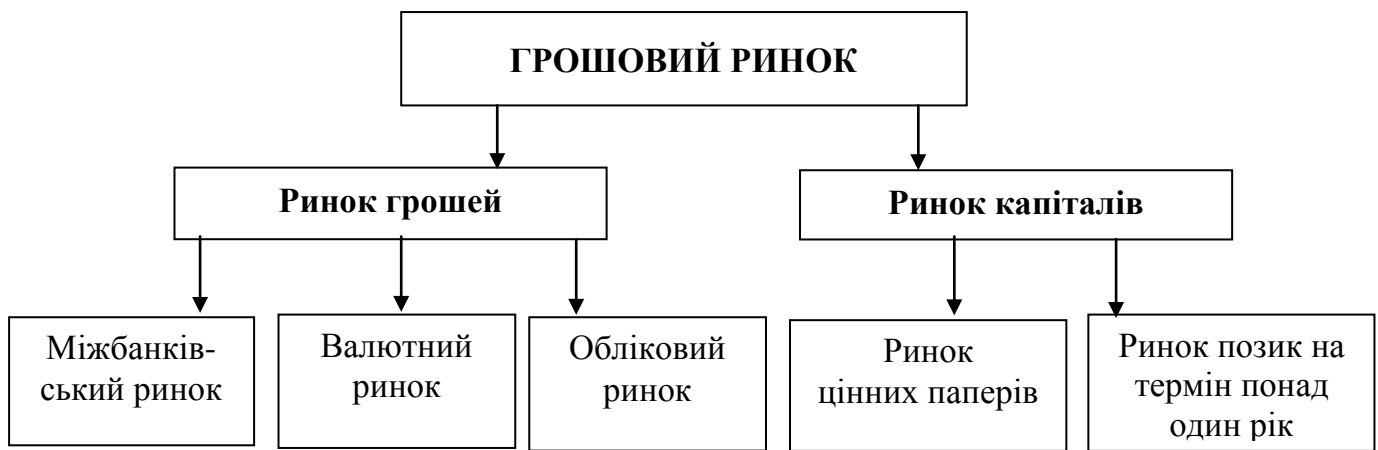 ГРОШОВИЙ РИНОК
Ринок грошей
Ринок капіталів
Міжбанків-
ський ринок
Валютний
ринок
Обліковий
ринок
Ринок
цінних паперів
Ринок позик на
термін понад
один рік